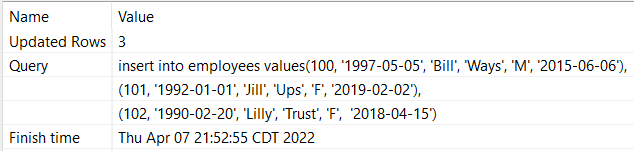 Name Value
Updated Rows 3
Query insert into employees values(100, '1997-05-05', 'Bill', 'Ways', 'M', '2015-06-06'),
(101, '1992-01-01', 'Jill', 'Ups', 'F', '2019-02-02'),
(102, '1990-02-20', 'Lilly', 'Trust', 'F',  '2018-04-15')
Finish time Thu Apr 07 21:52:55 CDT 2022